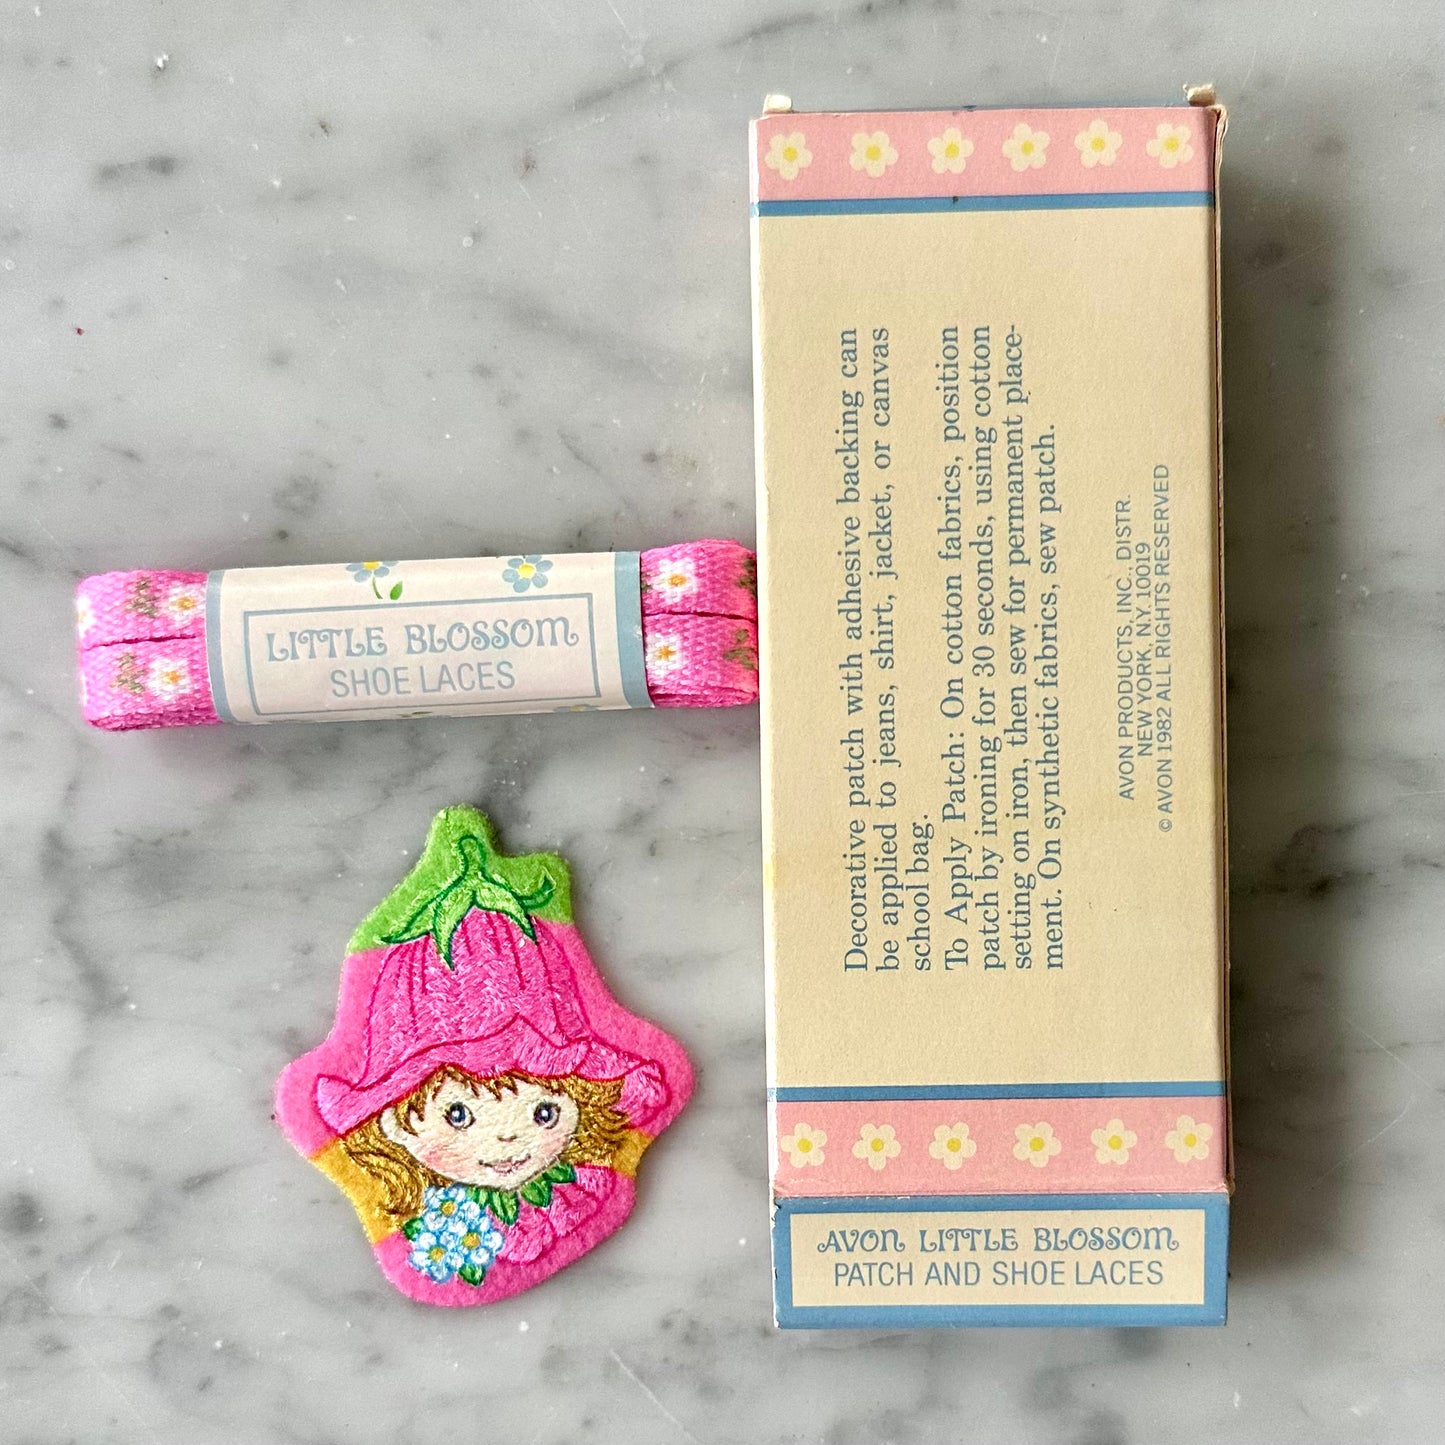 LITTLE BLOSSOM
SHOE LACES
Decorative patch with adhesive backing can
be applied to jeans, shirt, jacket, or canvas
school bag.
To Apply Patch: On cotton fabrics, position
patch by ironing for 30 seconds, using cotton
setting on iron, then sew for permanent place-
ment. On synthetic fabrics, sew patch.
AVON PRODUCTS, INC., DISTR.
NEW YORK, N.Y. 10019
© AVON 1982 ALL RIGHTS RESERVED
AVON LITTLE BLOSSOM
PATCH AND SHOE LACES